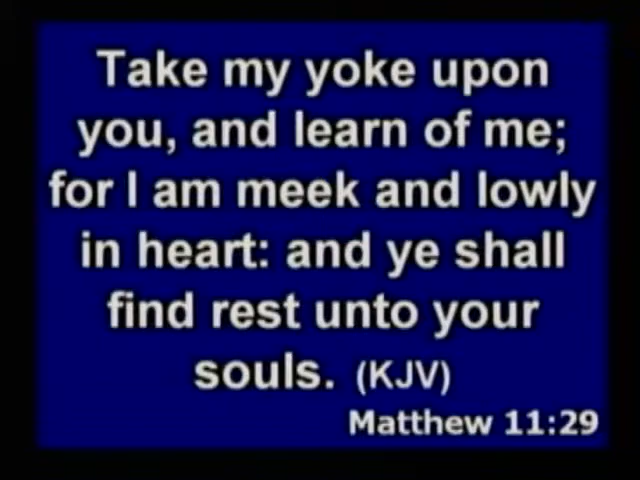 Take my yoke upon
you, and learn of me;
for I am meek and lowly
in heart: and ye shall
find rest unto your
souls. (KJV)
Matthew 11:29